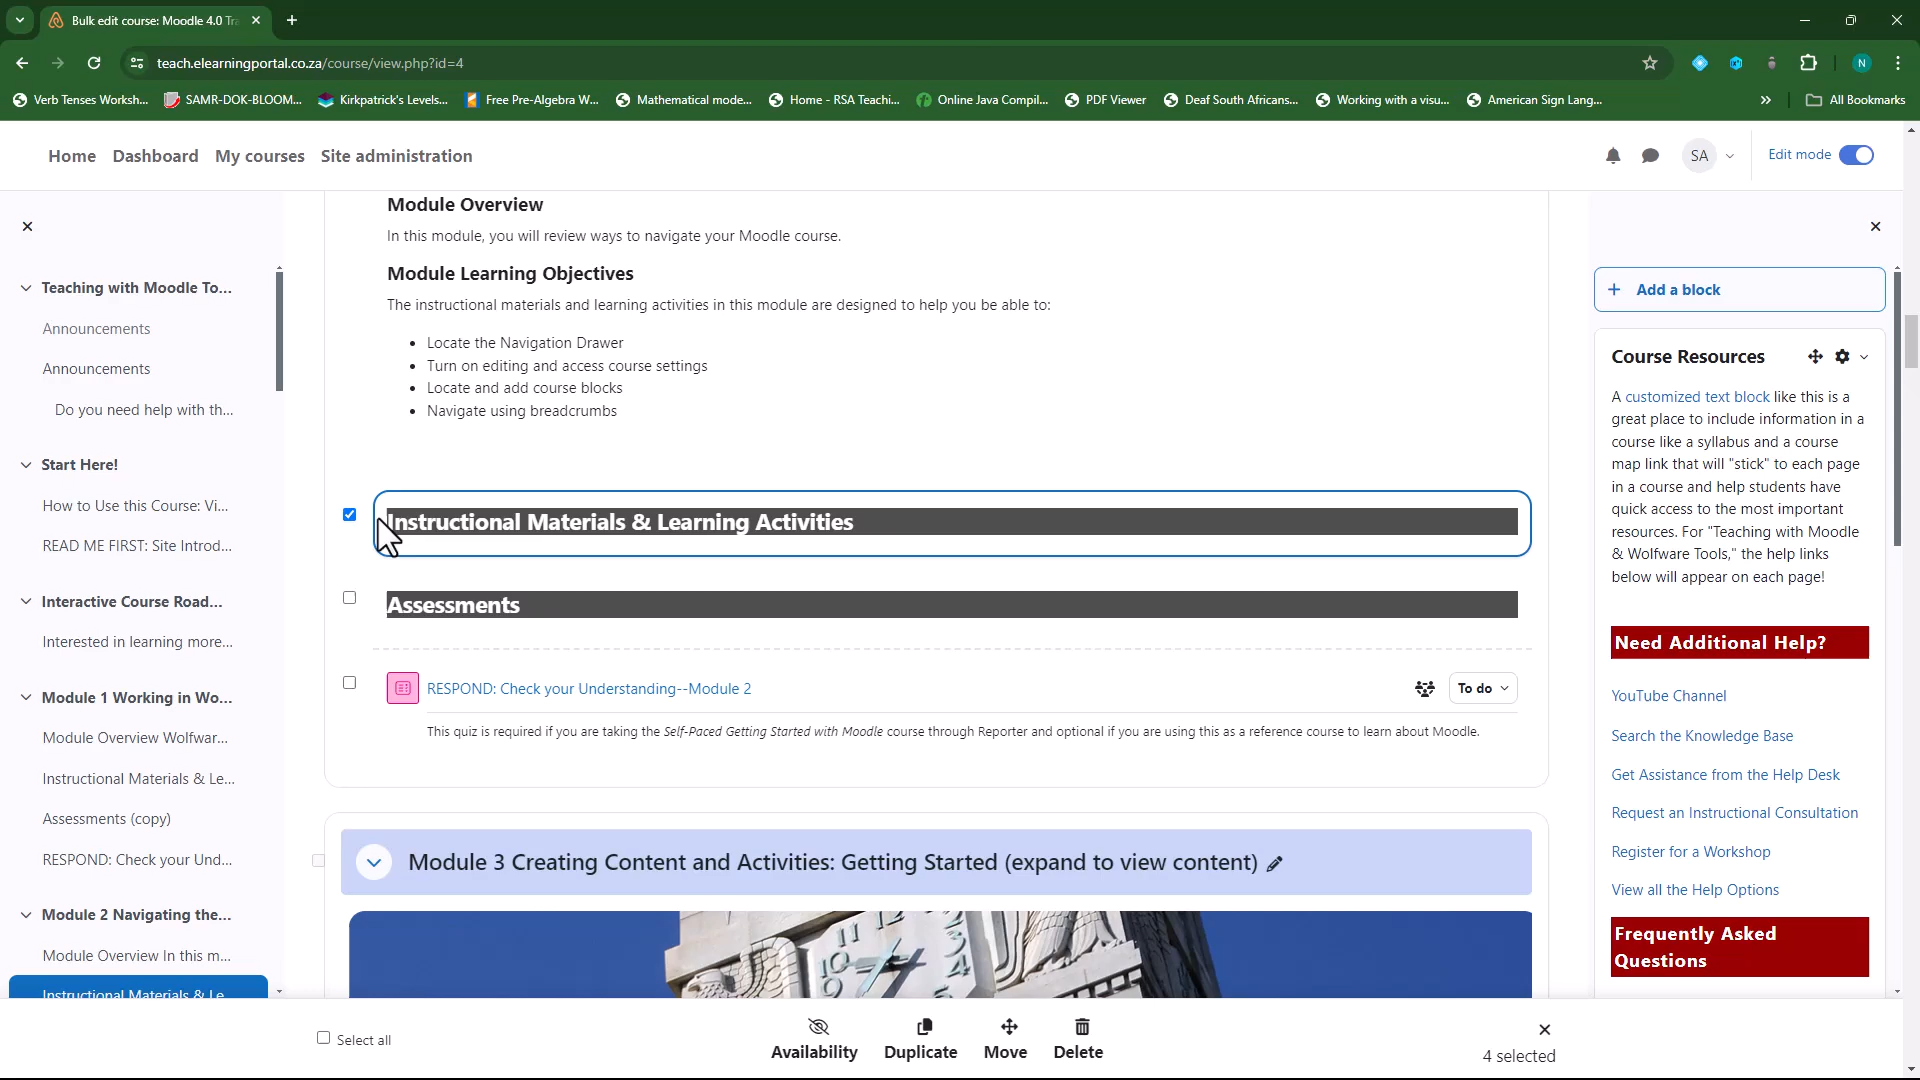 Bulk edit course: Moodle 4.0 Tra
teach.elearningportal.co.za/course/view.php?id=4
N
Verb Tenses Worksh...
SAMR-DOK-BLOOM...
Kirkpatrick's Levels...
Free Pre-Algebra W...
Mathematical mode...
Home - RSA Teachi...
Online Java Compil...
PDF Viewer
Deaf South Africans...
Working with a visu...
American Sign Lang...
»
All Bookmarks
Home
Dashboard
My courses
Site administration
SA
Edit mode
Teaching with Moodle To...
Announcements
Announcements
Do you need help with th...
Start Here!
How to Use this Course: Vi...
READ ME FIRST: Site Introd...
Interactive Course Road...
Interested in learning more...
Module 1 Working in Wo...
Module Overview Wolfwar...
Instructional Materials & Le...
Assessments (copy)
RESPOND: Check your Und...
Module 2 Navigating the...
Module Overview In this m...
Instructional Materials & Le...
Module Overview
In this module, you will review ways to navigate your Moodle course.
Module Learning Objectives
The instructional materials and learning activities in this module are designed to help you be able to:
• Locate the Navigation Drawer
• Turn on editing and access course settings
• Locate and add course blocks
• Navigate using breadcrumbs
Instructional Materials & Learning Activities
Assessments
RESPOND: Check your Understanding--Module 2
To do
This quiz is required if you are taking the Self-Paced Getting Started with Moodle course through Reporter and optional if you are using this as a reference course to learn about Moodle.
Module 3 Creating Content and Activities: Getting Started (expand to view content)
Add a block
Course Resources
A customized text block like this is a
great place to include information in a
course like a syllabus and a course
map link that will "stick" to each page
in a course and help students have
quick access to the most important
resources. For "Teaching with Moodle
& Wolfware Tools," the help links
below will appear on each page!
Need Additional Help?
YouTube Channel
Search the Knowledge Base
Get Assistance from the Help Desk
Request an Instructional Consultation
Register for a Workshop
View all the Help Options
Frequently Asked
Questions
Select all
Availability
Duplicate
Move
Delete
4 selected